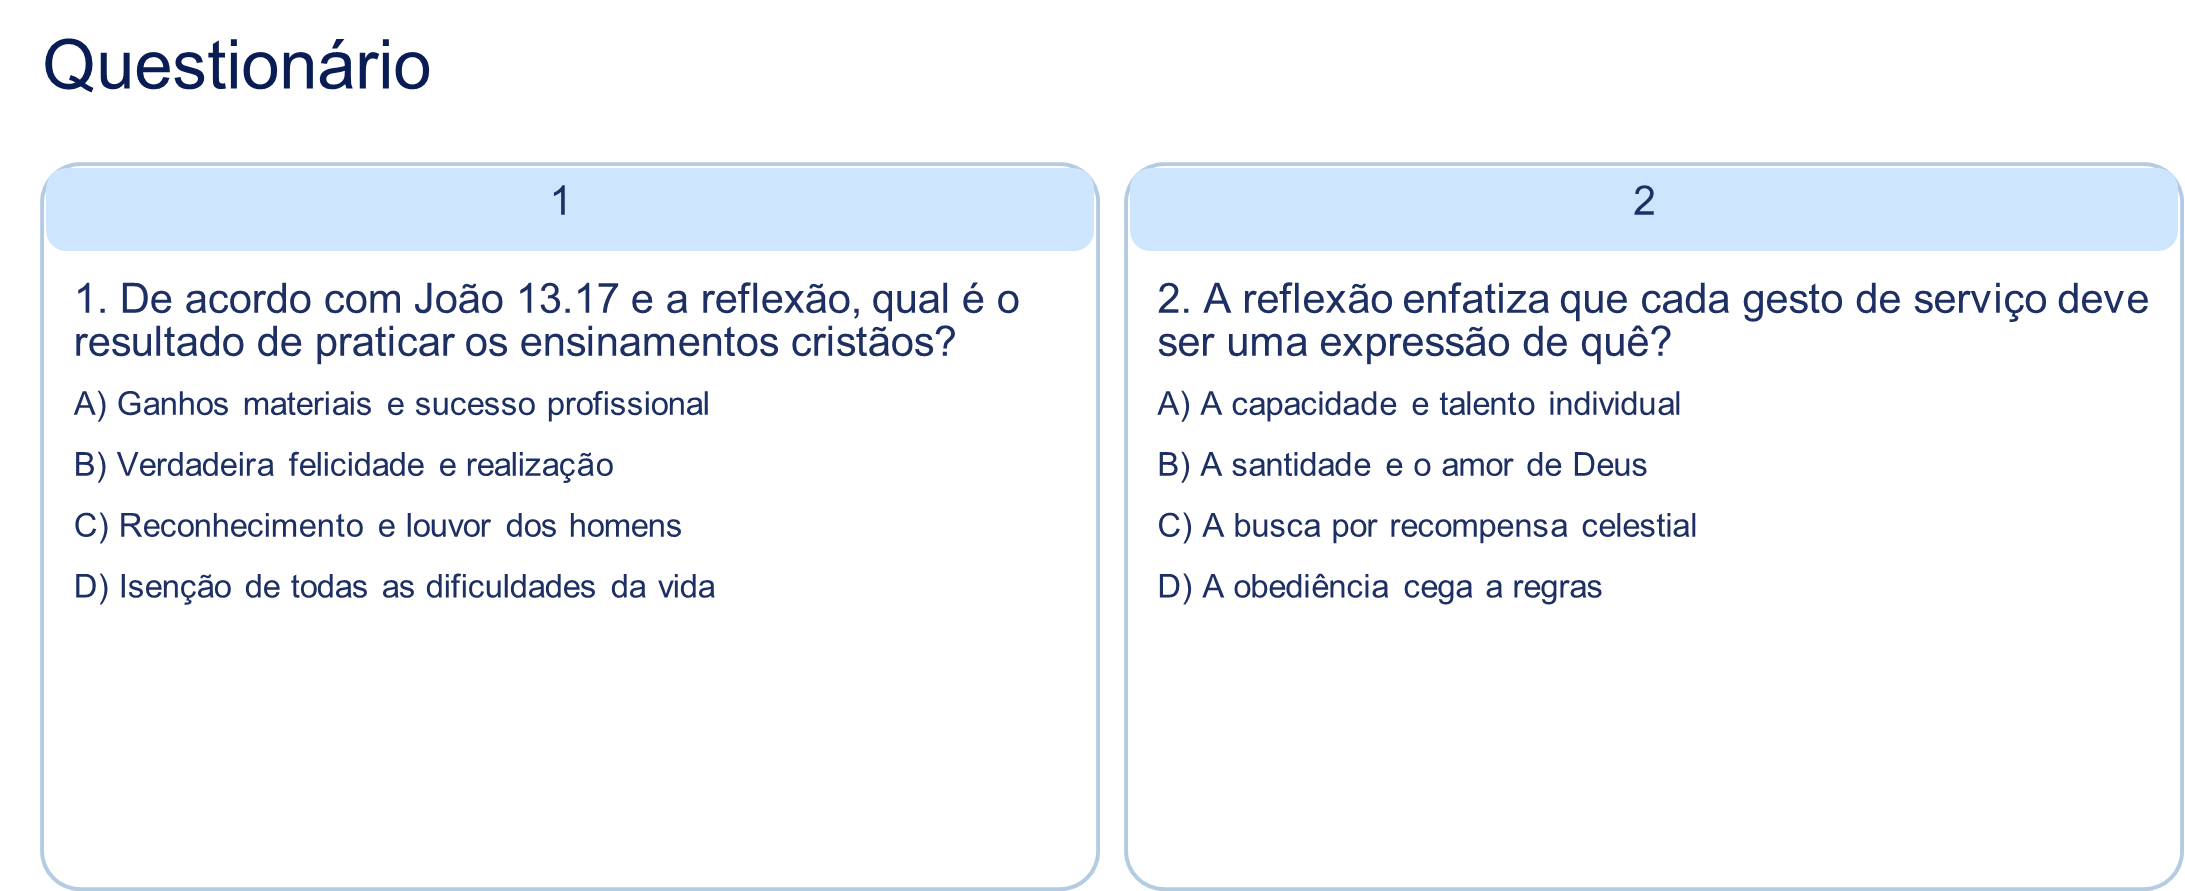 Questionário
1
1. De acordo com João 13.17 e a reflexão, qual é o
resultado de praticar os ensinamentos cristãos?
A) Ganhos materiais e sucesso profissional
B) Verdadeira felicidade e realização
C) Reconhecimento e louvor dos homens
D) Isenção de todas as dificuldades da vida
2
2. A reflexão enfatiza que cada gesto de serviço deve
ser uma expressão de quê?
A) A capacidade e talento individual
B) A santidade e o amor de Deus
C) A busca por recompensa celestial
D) A obediência cega a regras